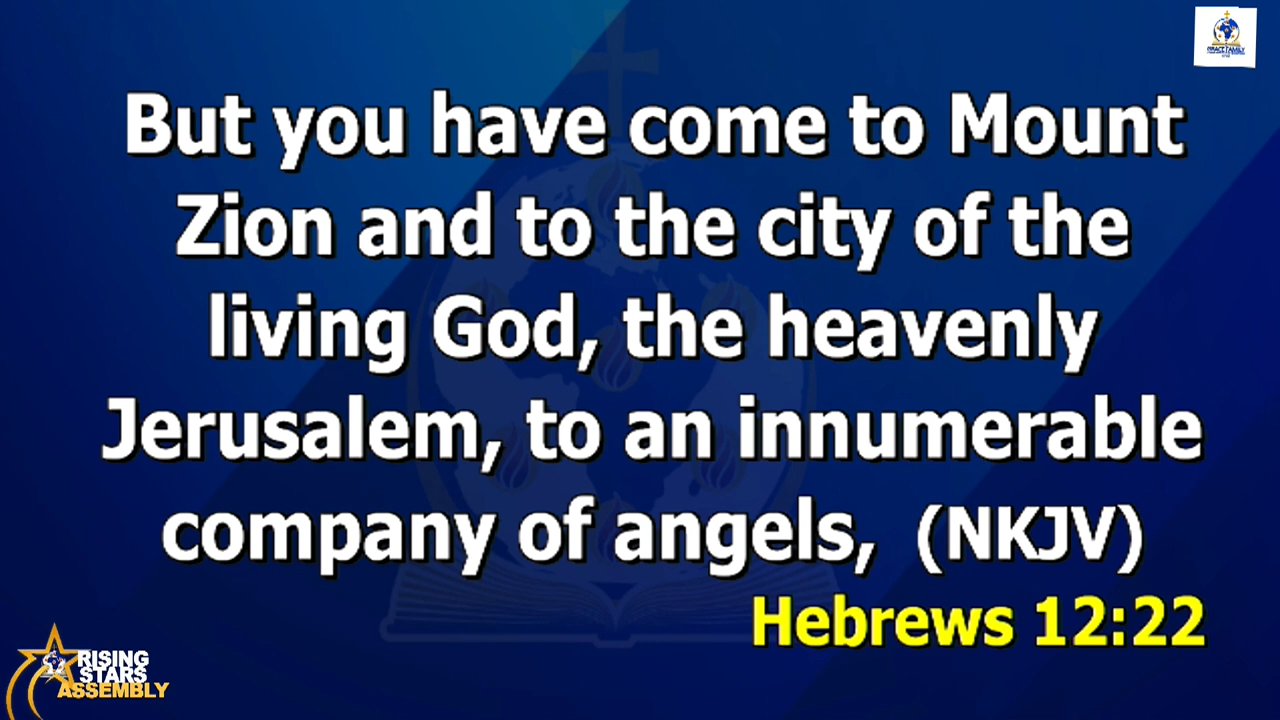 But you have come to Mount
Zion and to the city of the
living God, the heavenly
Jerusalem, to an innumerable
company of angels, (NKJV)
Hebrews 12:22
RISING
STARS
ASSEMBLY